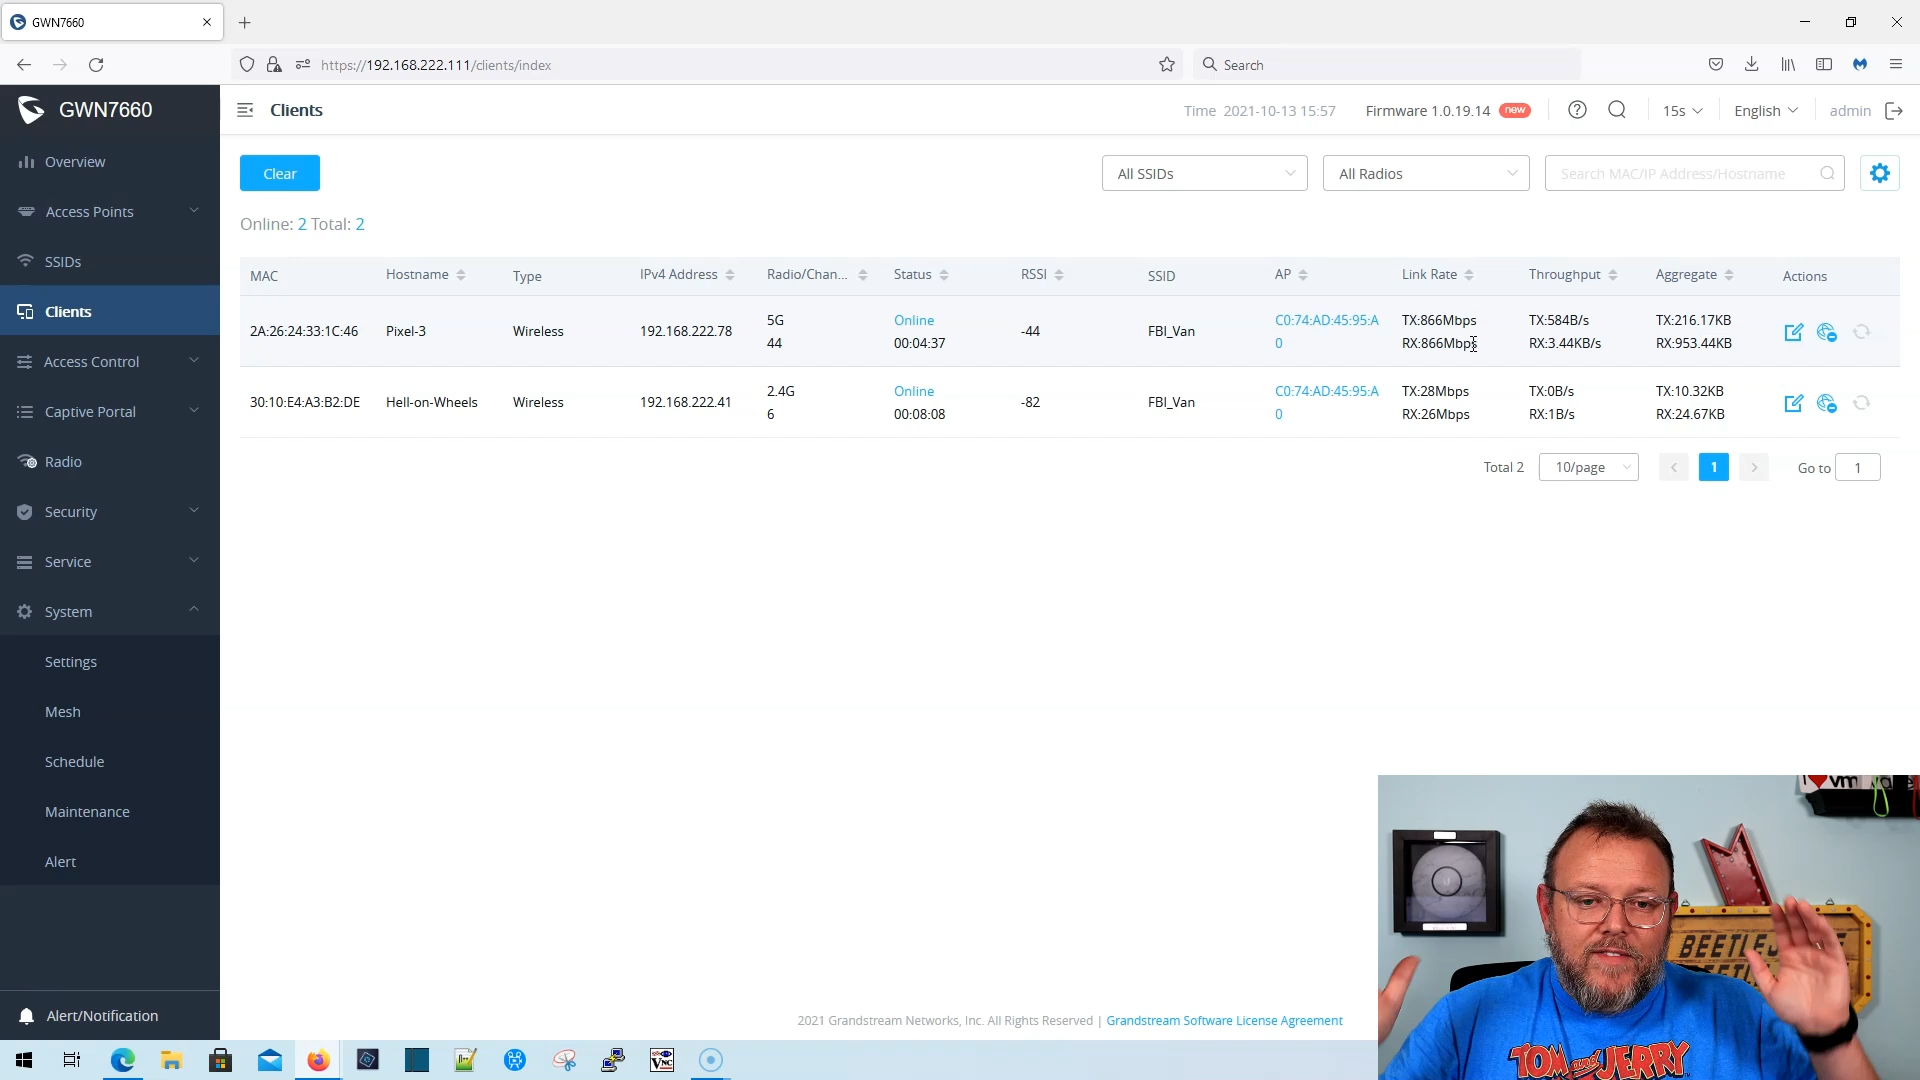 GWN7660
https://192.168.222.111/clients/index
Search
GWN7660
Clients
Time 2021-10-13 15:57
Firmware 1.0.19.14 new
15s
English
admin
Overview
Access Points
SSIDs
Clients
Access Control
Captive Portal
Radio
Security
Service
System
Settings
Mesh
Schedule
Maintenance
Alert
Alert/Notification
Clear
All SSIDs
All Radios
Search MAC/IP Address/Hostname
Online: 2 Total: 2
MAC Hostname Type IPv4 Address Radio/Chan... Status RSSI SSID AP Link Rate Throughput Aggregate Actions
2A:26:24:33:1C:46 Pixel-3 Wireless 192.168.222.78 5G Online -44 FBI_Van C0:74:AD:45:95:A TX:866Mbps TX:584B/s TX:216.17KB
44 00:04:37 0 RX:866Mbps RX:3.44KB/s RX:953.44KB
30:10:E4:A3:B2:DE Hell-on-Wheels Wireless 192.168.222.41 2.4G Online -82 FBI_Van C0:74:AD:45:95:A TX:28Mbps TX:0B/s TX:10.32KB
6 00:08:08 0 RX:26Mbps RX:1B/s RX:24.67KB
Total 2 10/page 1 Go to 1
2021 Grandstream Networks, Inc. All Rights Reserved | Grandstream Software License Agreement
TOM and JERRY